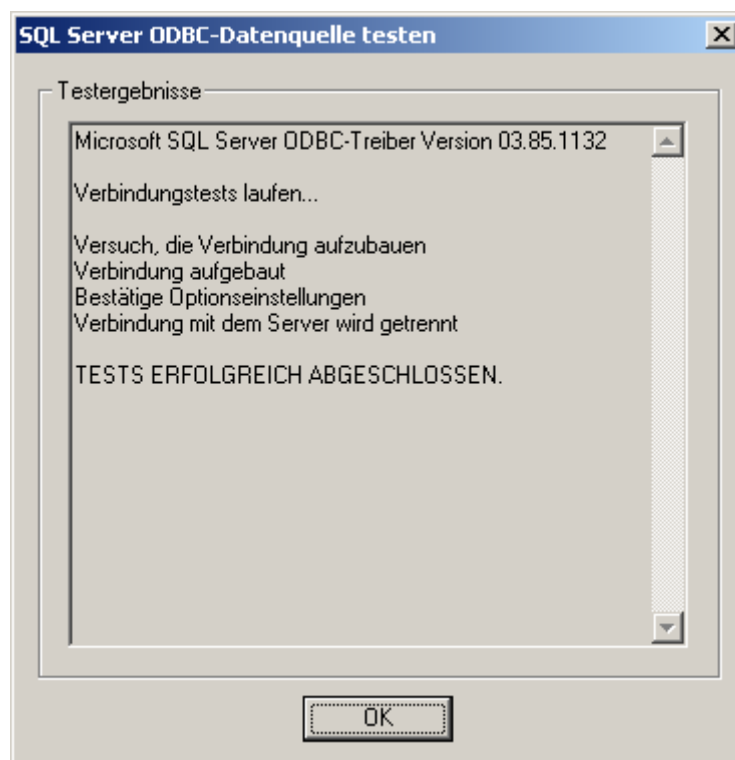 SQL Server ODBC-Datenquelle testen
Testergebnisse
Microsoft SQL Server ODBC-Treiber Version 03.85.1132
Verbindungstests laufen...
Versuch, die Verbindung aufzubauen
Verbindung aufgebaut
Bestätige Optionseinstellungen
Verbindung mit dem Server wird getrennt
TESTS ERFOLGREICH ABGESCHLOSSEN.
OK